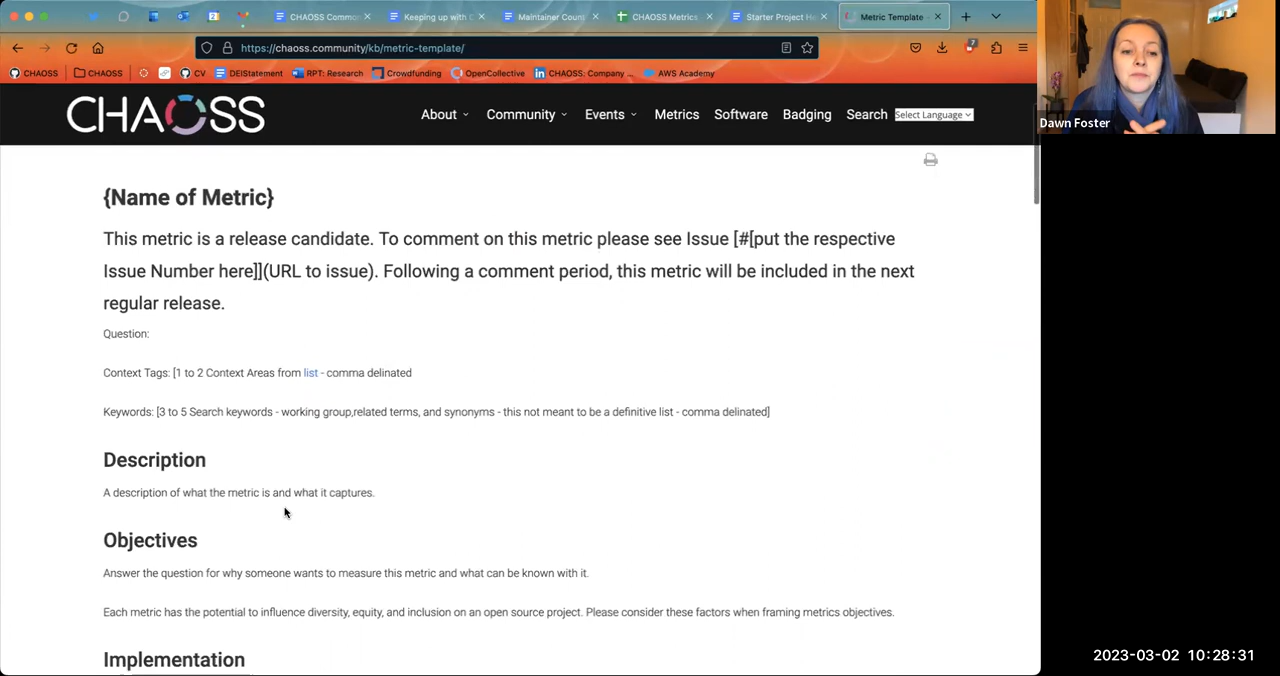 CHAOSS Commo
Keeping up with C
Maintainer Coun
CHAOSS Metrics
Starter Project He
Metric Template -
https://chaoss.community/kb/metric-template/
7
CHAOSS
CHAOSS
CV
DEIStatement
RPT: Research
Crowdfunding
OpenCollective
CHAOSS: Company ...
AWS Academy
CHAOSS
About
Community
Events
Metrics
Software
Badging
Search
Select Language
Dawn Foster
{Name of Metric}
This metric is a release candidate. To comment on this metric please see Issue [#[put the respective
Issue Number here]](URL to issue). Following a comment period, this metric will be included in the next
regular release.
Question:
Context Tags: [1 to 2 Context Areas from list - comma delinated
Keywords: [3 to 5 Search keywords - working group,related terms, and synonyms - this not meant to be a definitive list - comma delinated]
Description
A description of what the metric is and what it captures.
Objectives
Answer the question for why someone wants to measure this metric and what can be known with it.
Each metric has the potential to influence diversity, equity, and inclusion on an open source project. Please consider these factors when framing metrics objectives.
Implementation
2023-03-02 10:28:31